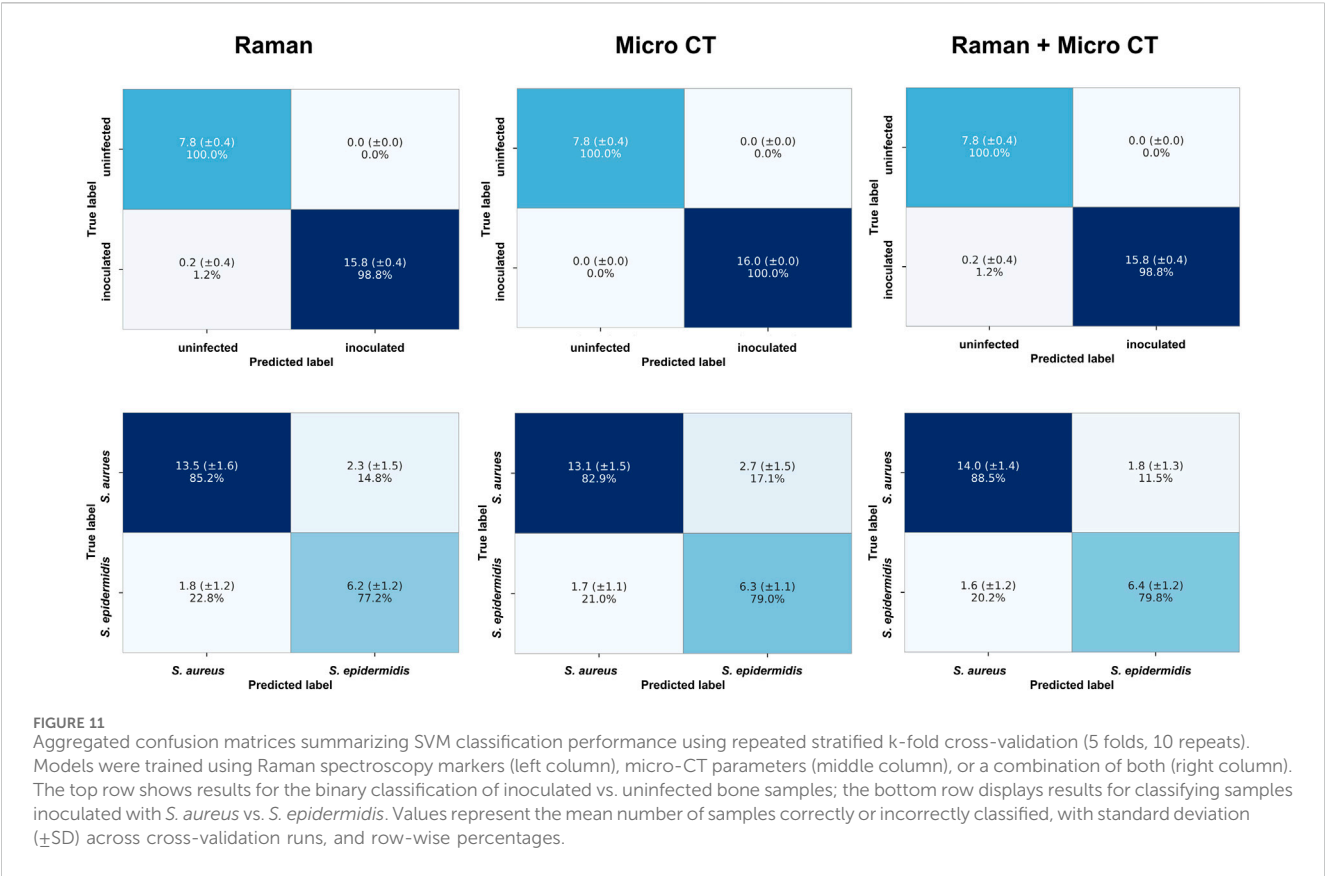 Raman
Micro CT
Raman + Micro CT
True label
uninfected
inoculated
7.8 (±0.4)
100.0%
0.0 (±0.0)
0.0%
0.2 (±0.4)
1.2%
15.8 (±0.4)
98.8%
uninfected
inoculated
Predicted label
True label
uninfected
inoculated
7.8 (±0.4)
100.0%
0.0 (±0.0)
0.0%
0.0 (±0.0)
0.0%
16.0 (±0.0)
100.0%
uninfected
inoculated
Predicted label
True label
uninfected
inoculated
7.8 (±0.4)
100.0%
0.0 (±0.0)
0.0%
0.2 (±0.4)
1.2%
15.8 (±0.4)
98.8%
uninfected
inoculated
Predicted label
True label
S. aurues
S. epidermidis
13.5 (±1.6)
85.2%
2.3 (±1.5)
14.8%
1.8 (±1.2)
22.8%
6.2 (±1.2)
77.2%
S. aureus
S. epidermidis
Predicted label
True label
S. aurues
S. epidermidis
13.1 (±1.5)
82.9%
2.7 (±1.5)
17.1%
1.7 (±1.1)
21.0%
6.3 (±1.1)
79.0%
S. aureus
S. epidermidis
Predicted label
True label
S. aurues
S. epidermidis
14.0 (±1.4)
88.5%
1.8 (±1.3)
11.5%
1.6 (±1.2)
20.2%
6.4 (±1.2)
79.8%
S. aureus
S. epidermidis
Predicted label
FIGURE 11
Aggregated confusion matrices summarizing SVM classification performance using repeated stratified k-fold cross-validation (5 folds, 10 repeats).
Models were trained using Raman spectroscopy markers (left column), micro-CT parameters (middle column), or a combination of both (right column).
The top row shows results for the binary classification of inoculated vs. uninfected bone samples; the bottom row displays results for classifying samples
inoculated with S. aureus vs. S. epidermidis. Values represent the mean number of samples correctly or incorrectly classified, with standard deviation
(±SD) across cross-validation runs, and row-wise percentages.